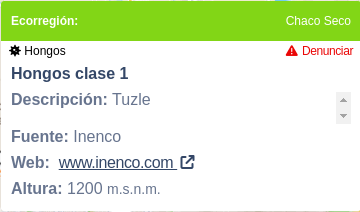 Ecorregión: Chaco Seco
Hongos Denunciar
Hongos clase 1
Descripción: Tuzle
Fuente: Inenco
Web: www.inenco.com
Altura: 1200 m.s.n.m.